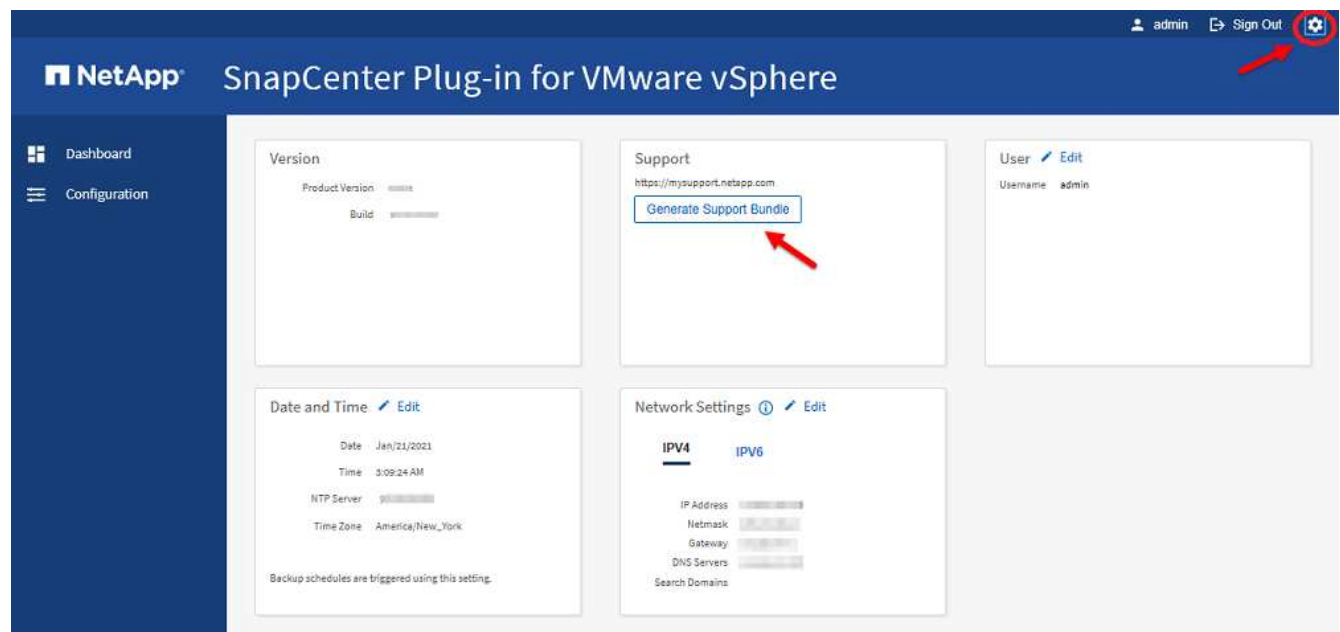 admin Sign Out
NetApp SnapCenter Plug-in for VMware vSphere
Dashboard
Configuration
Version
Product Version
Build
Support
https://mysupport.netapp.com
Generate Support Bundle
User Edit
Username admin
Date and Time Edit
Date Jan/21/2021
Time 3:09:24 AM
NTP Server
Time Zone America/New_York
Backup schedules are triggered using this setting.
Network Settings Edit
IPV4 IPV6
IP Address
Netmask
Gateway
DNS Servers
Search Domains